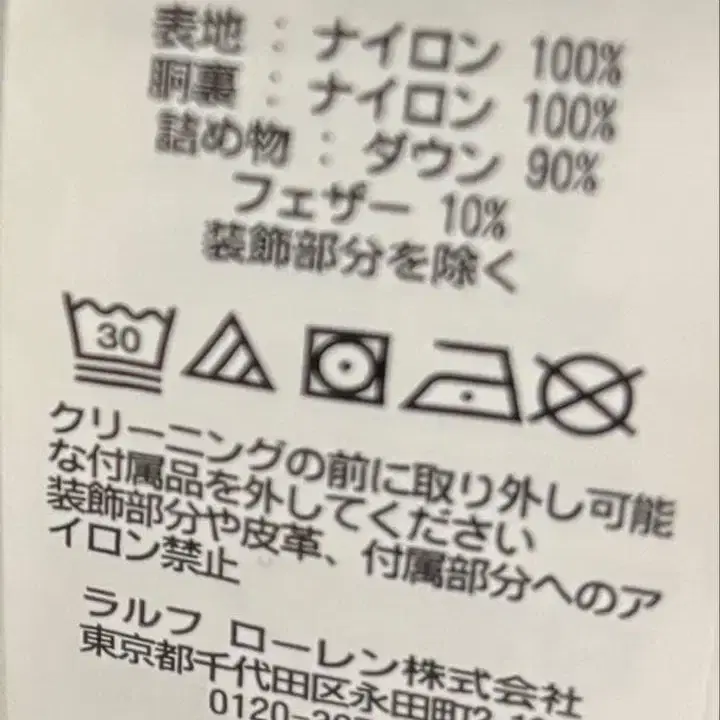 表地：ナイロン 100%
胴裏：ナイロン 100%
詰め物：ダウン 90%
フェザー 10%
装飾部分を除く
30
クリーニングの前に取り外し可能
な付属品を外してください
装飾部分や皮革、付属部分へのア
イロン禁止
ラルフ ローレン株式会社
東京都千代田区永田町2
0120-